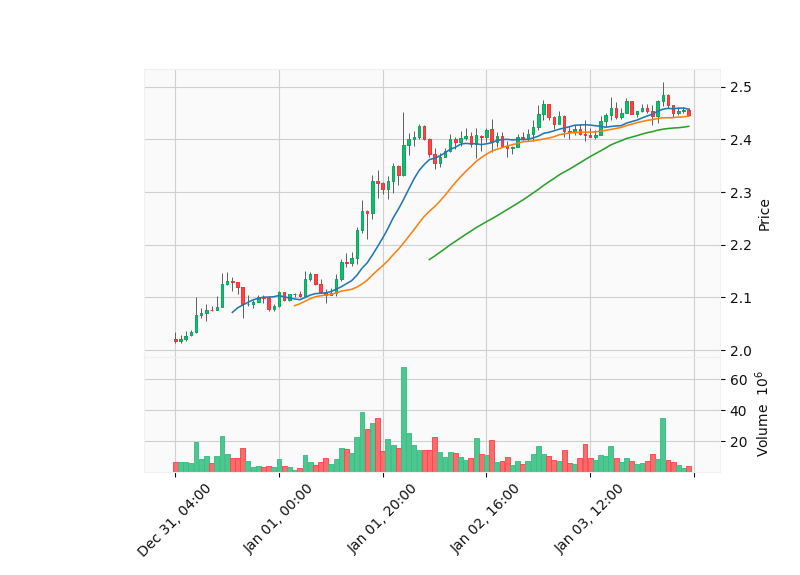 2.5
2.4
2.3
2.2
2.1
2.0
Price
60
40
20
Volume 10^6
Dec 31, 04:00
Jan 01, 00:00
Jan 01, 20:00
Jan 02, 16:00
Jan 03, 12:00